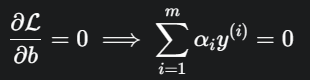 ∂ℒ/∂b = 0 ⟹ ∑_{i=1}^{m} α_i y^{(i)} = 0